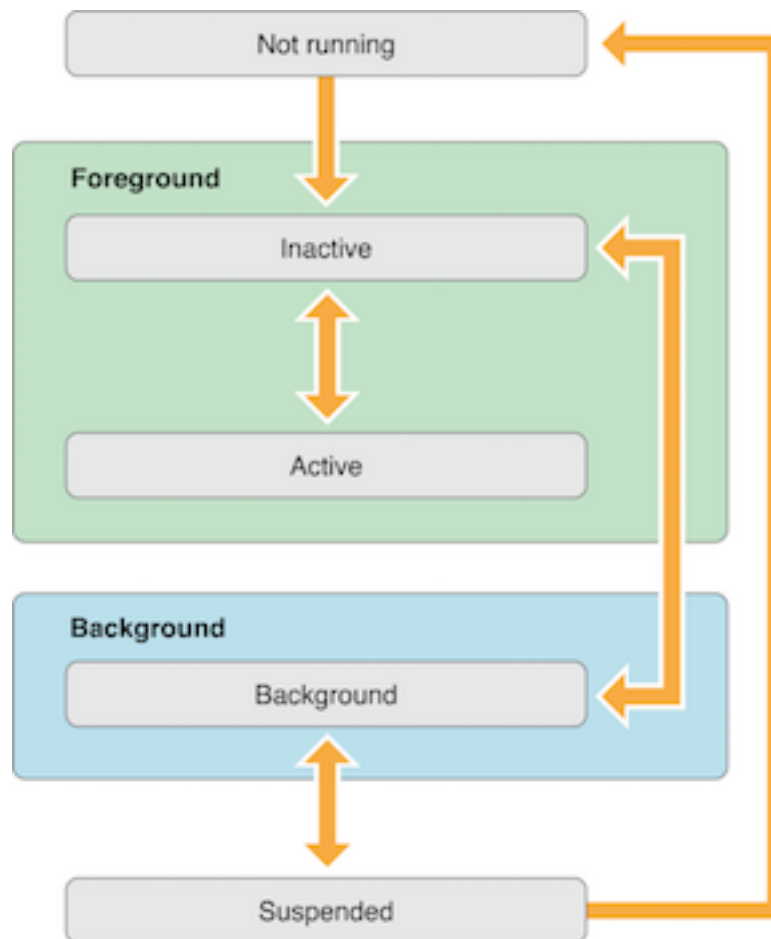 Not running
Foreground
Inactive
Active
Background
Background
Suspended